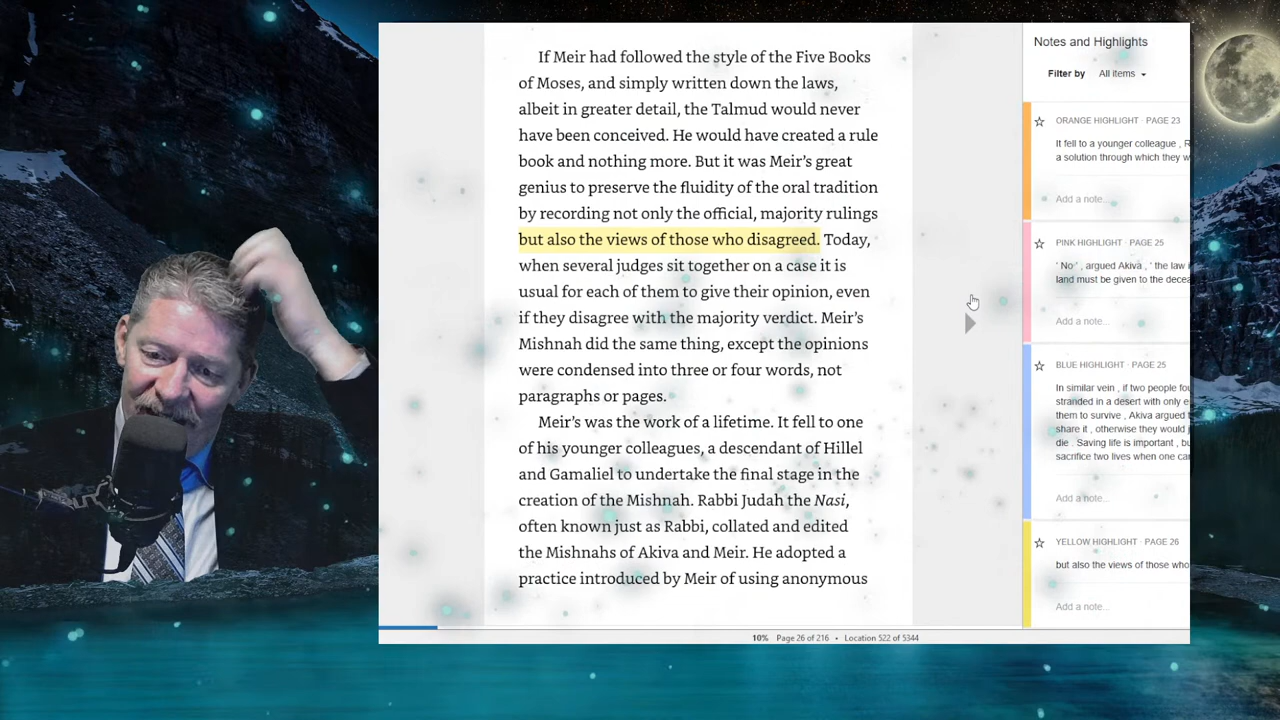 If Meir had followed the style of the Five Books
of Moses, and simply written down the laws,
albeit in greater detail, the Talmud would never
have been conceived. He would have created a rule
book and nothing more. But it was Meir’s great
genius to preserve the fluidity of the oral tradition
by recording not only the official, majority rulings
but also the views of those who disagreed. Today,
when several judges sit together on a case it is
usual for each of them to give their opinion, even
if they disagree with the majority verdict. Meir’s
Mishnah did the same thing, except the opinions
were condensed into three or four words, not
paragraphs or pages.
Meir’s was the work of a lifetime. It fell to one
of his younger colleagues, a descendant of Hillel
and Gamaliel to undertake the final stage in the
creation of the Mishnah. Rabbi Judah the Nasi,
often known just as Rabbi, collated and edited
the Mishnahs of Akiva and Meir. He adopted a
practice introduced by Meir of using anonymous
10% Page 26 of 216 • Location 522 of 5344
Notes and Highlights
Filter by All items
ORANGE HIGHLIGHT · PAGE 23
It fell to a younger colleague , R
a solution through which they w
Add a note...
PINK HIGHLIGHT · PAGE 25
‘ No ’ , argued Akiva , ‘ the law i
land must be given to the decea
Add a note...
BLUE HIGHLIGHT · PAGE 25
In similar vein , if two people fou
stranded in a desert with only e
them to survive , Akiva argued t
share it , otherwise they would j
die . Saving life is important , bu
sacrifice two lives when one ca
Add a note...
YELLOW HIGHLIGHT · PAGE 26
but also the views of those who
Add a note...